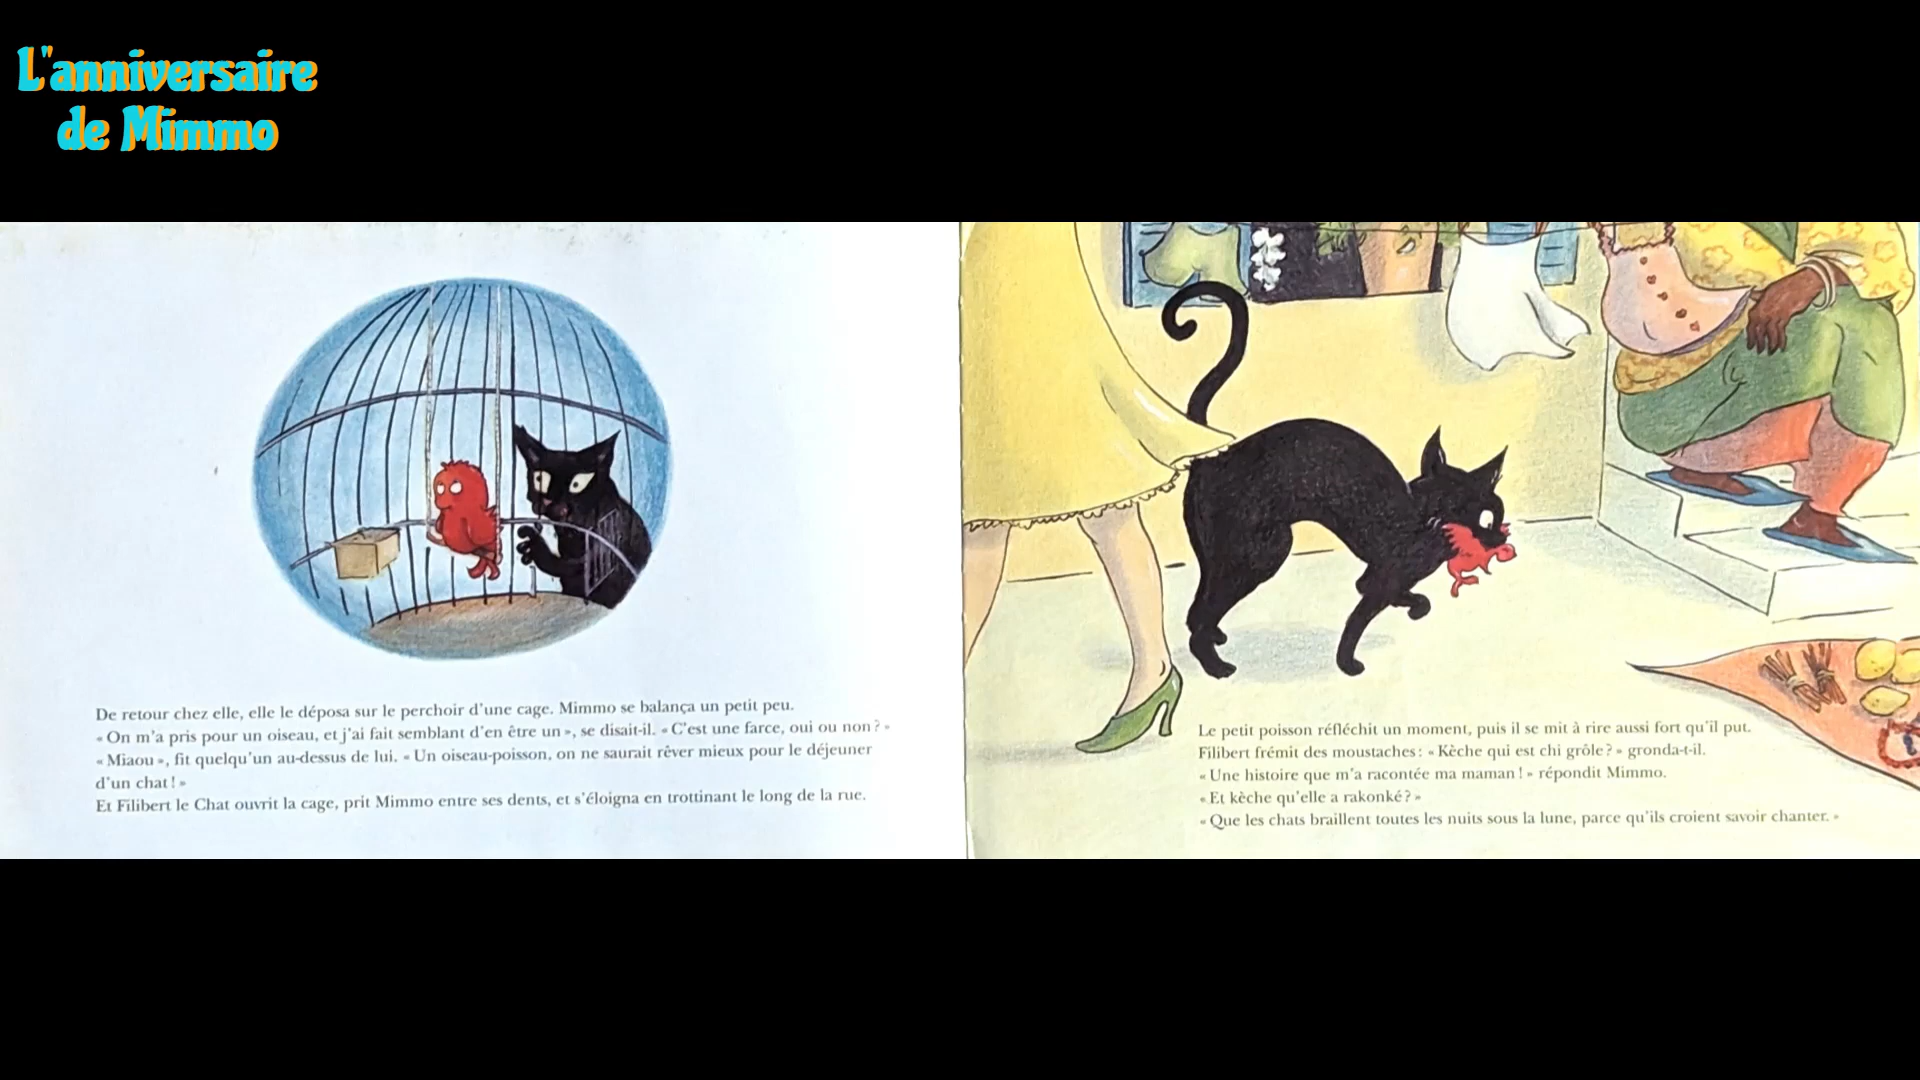 L"anniversaire
de Mimmo
De retour chez elle, elle le déposa sur le perchoir d'une cage. Mimmo se balança un petit peu.
« On m'a pris pour un oiseau, et j'ai fait semblant d'en être un », se disait-il. « C'est une farce, oui ou non ? »
« Miaou », fit quelqu'un au-dessus de lui. « Un oiseau-poisson, on ne saurait rêver mieux pour le déjeuner
d'un chat ! »
Et Filibert le Chat ouvrit la cage, prit Mimmo entre ses dents, et s'éloigna en trottinant le long de la rue.
Le petit poisson réfléchit un moment, puis il se mit à rire aussi fort qu'il put.
Filibert frémit des moustaches : « Kèche qui est chi grôle ? » gronda-t-il.
« Une histoire que m'a racontée ma maman ! » répondit Mimmo.
« Et kèche qu'elle a rakonké ? »
« Que les chats braillent toutes les nuits sous la lune, parce qu'ils croient savoir chanter. »